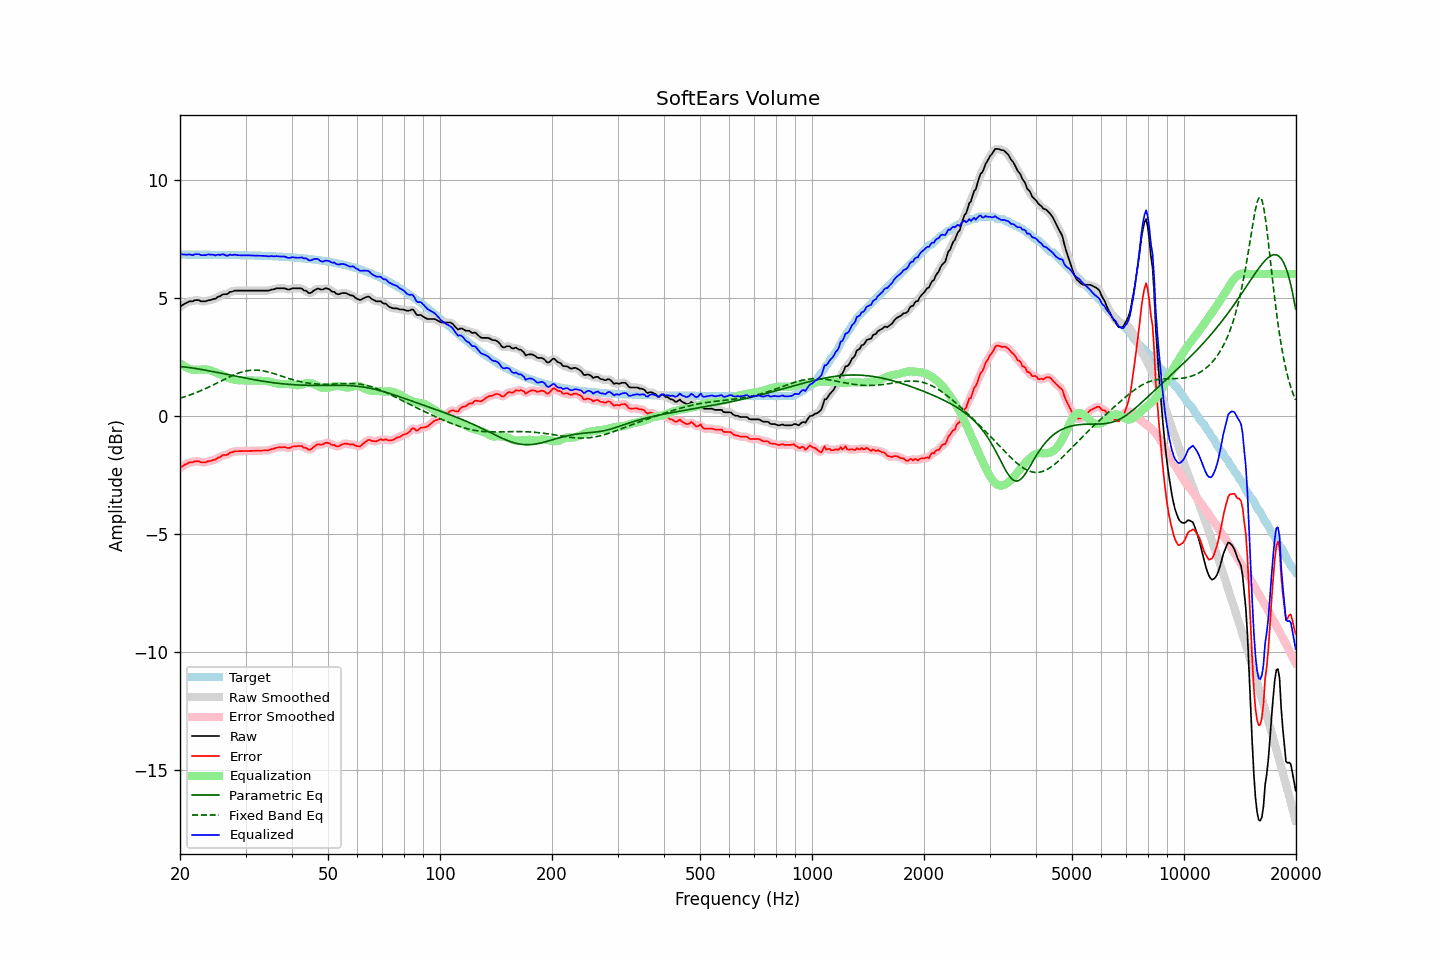 SoftEars Volume
Amplitude (dBr)
10
5
0
−5
−10
−15
Target
Raw Smoothed
Error Smoothed
Raw
Error
Equalization
Parametric Eq
Fixed Band Eq
Equalized
20 50 100 200 500 1000 2000 5000 10000 20000
Frequency (Hz)